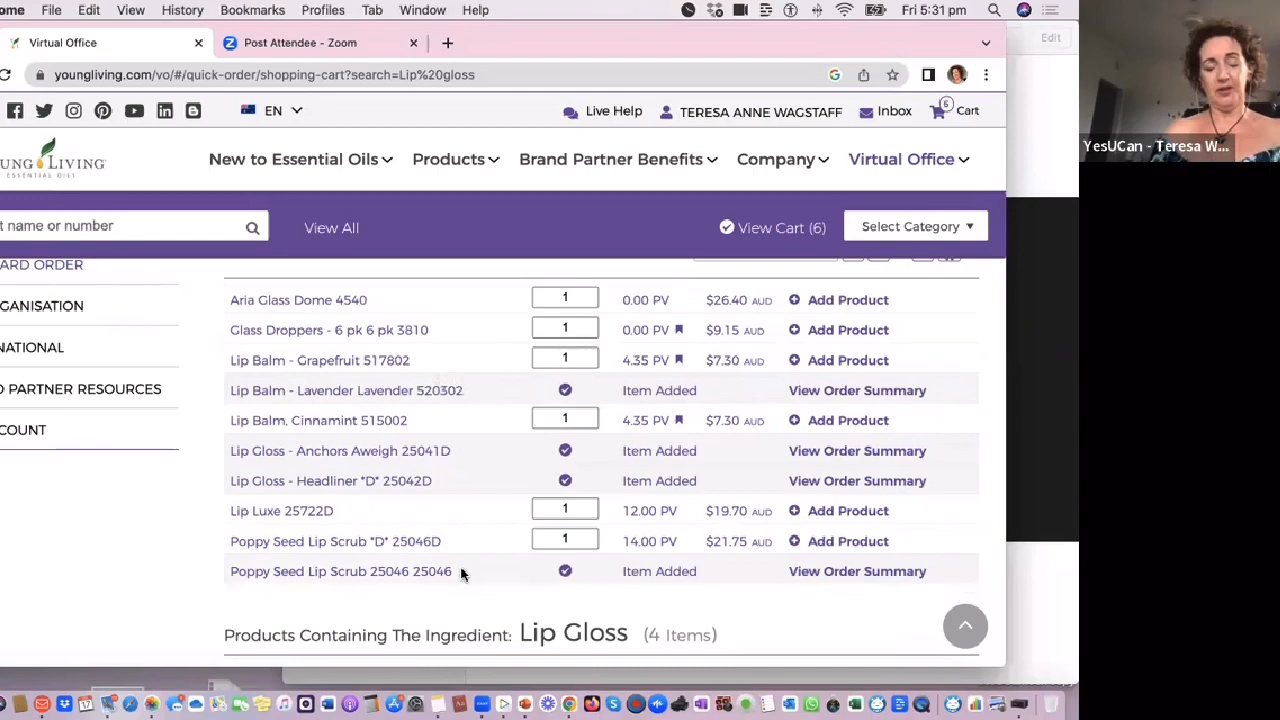 ome File Edit View History Bookmarks Profiles Tab Window Help Fri 5:31 pm
Virtual Office Post Attendee - Zoom
Edit
youngliving.com/vo/#/quick-order/shopping-cart?search=Lip%20gloss
EN Live Help TERESA ANNE WAGSTAFF Inbox 6 Cart
UNG LIVING
ESSENTIAL OILS
New to Essential Oils Products Brand Partner Benefits Company Virtual Office
YesUCan - Teresa W...
t name or number View All View Cart (6) Select Category
ARD ORDER
GANISATION
NATIONAL
D PARTNER RESOURCES
COUNT
Aria Glass Dome 4540 1 0.00 PV $26.40 AUD Add Product
Glass Droppers - 6 pk 6 pk 3810 1 0.00 PV $9.15 AUD Add Product
Lip Balm - Grapefruit 517802 1 4.35 PV $7.30 AUD Add Product
Lip Balm - Lavender Lavender 520302 Item Added View Order Summary
Lip Balm. Cinnamint 515002 1 4.35 PV $7.30 AUD Add Product
Lip Gloss - Anchors Aweigh 25041D Item Added View Order Summary
Lip Gloss - Headliner "D" 25042D Item Added View Order Summary
Lip Luxe 25722D 1 12.00 PV $19.70 AUD Add Product
Poppy Seed Lip Scrub "D" 25046D 1 14.00 PV $21.75 AUD Add Product
Poppy Seed Lip Scrub 25046 25046 Item Added View Order Summary
Products Containing The Ingredient: Lip Gloss (4 Items)